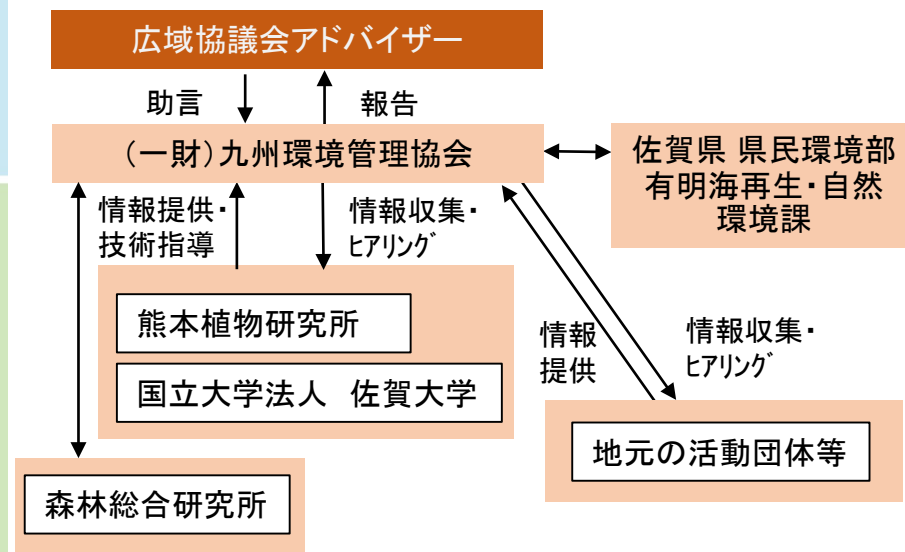 広域協議会アドバイザー
助言
報告
(一財)九州環境管理協会
佐賀県 県民環境部
有明海再生・自然
環境課
情報提供・
技術指導
情報収集・
ﾋｱﾘﾝｸﾞ
熊本植物研究所
国立大学法人 佐賀大学
情報
提供
情報収集・
ﾋｱﾘﾝｸﾞ
地元の活動団体等
森林総合研究所